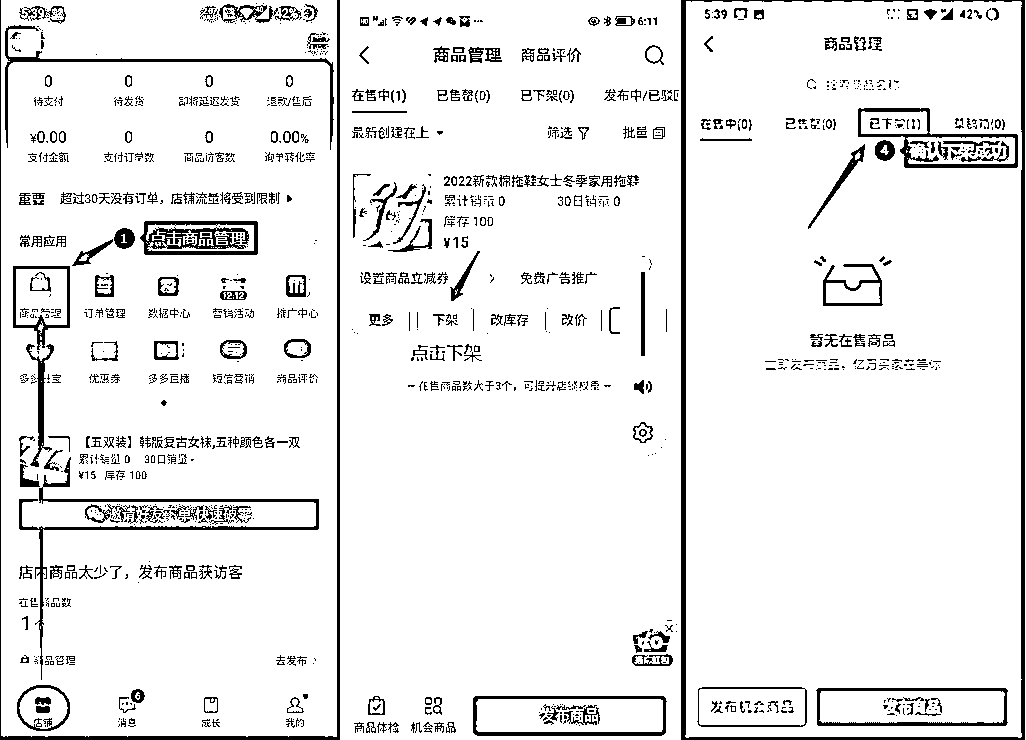 5:39 42%
0 0 0 0
待支付 待发货 即将延迟发货 退款/售后
¥0.00 0 0 0.00%
支付金额 支付订单数 商品访客数 询单转化率
重要 超过30天没有订单，店铺流量将受到限制
常用应用
1 点击商品管理
商品管理 订单管理 数据中心 营销活动 推广中心
12.12
优惠券 多多直播 短信营销 商品评价
【五双装】韩版复古女袜,五种颜色各一双
累计销量 0 30日销量 -
¥15 库存 100
店内商品太少了，发布商品获访客
在售商品数
1个
商品管理 去发布
店铺 消息 6 成长 我的
6:11
商品管理 商品评价
在售中(1) 已售罄(0) 已下架(0) 发布中/已驳回
最新创建在上 筛选 批量
2022新款棉拖鞋女士冬季家用拖鞋
累计销量 0 30日销量 0
库存 100
¥15
设置商品立减券 免费广告推广
更多 下架 改库存 改价
点击下架
-- 在售商品数大于3个，可提升店铺权重 --
商品体检 机会商品 发布商品
5:39 42%
商品管理
搜索商品名称
在售中(0) 已售罄(0) 已下架(1) 草稿箱(0)
4 确认下架成功
暂无在售商品
立即发布商品，亿万买家在等你
发布机会商品 发布商品